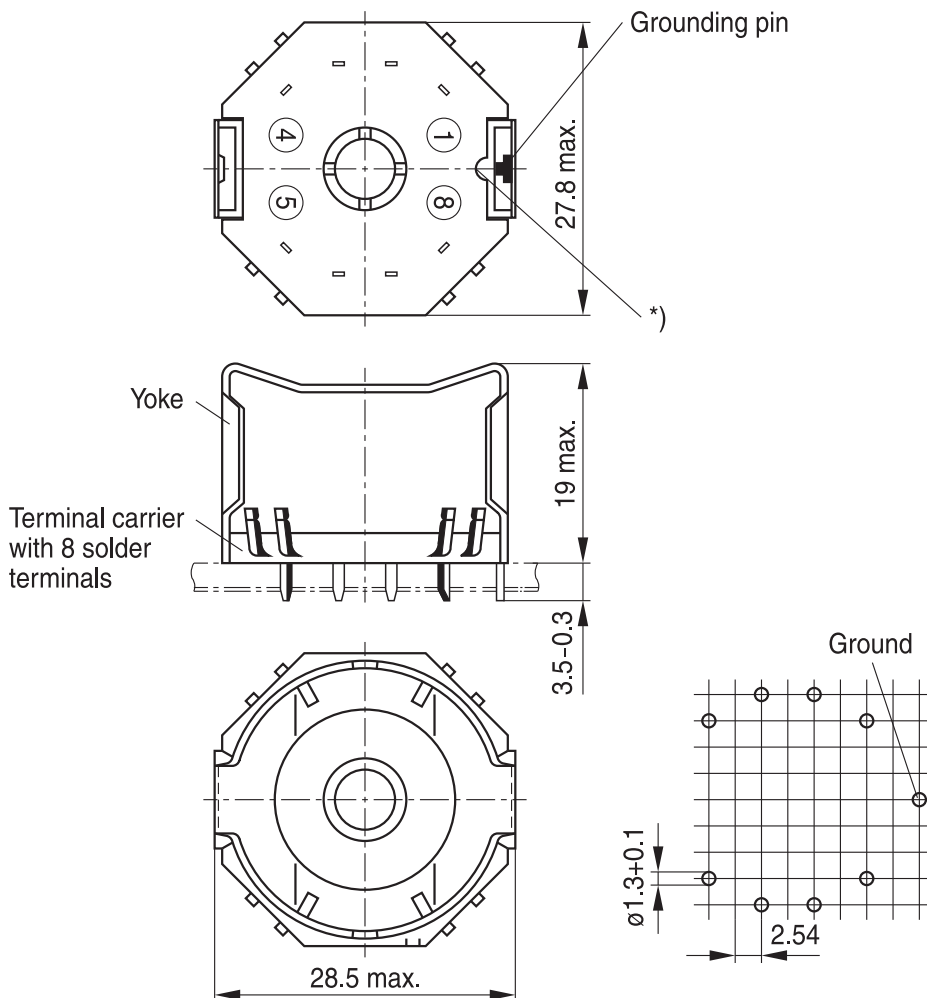 Grounding pin
4
1
5
8
27.8 max.
*)
Yoke
19 max.
Terminal carrier
with 8 solder
terminals
3.5-0.3
Ground
ø1.3+0.1
2.54
28.5 max.